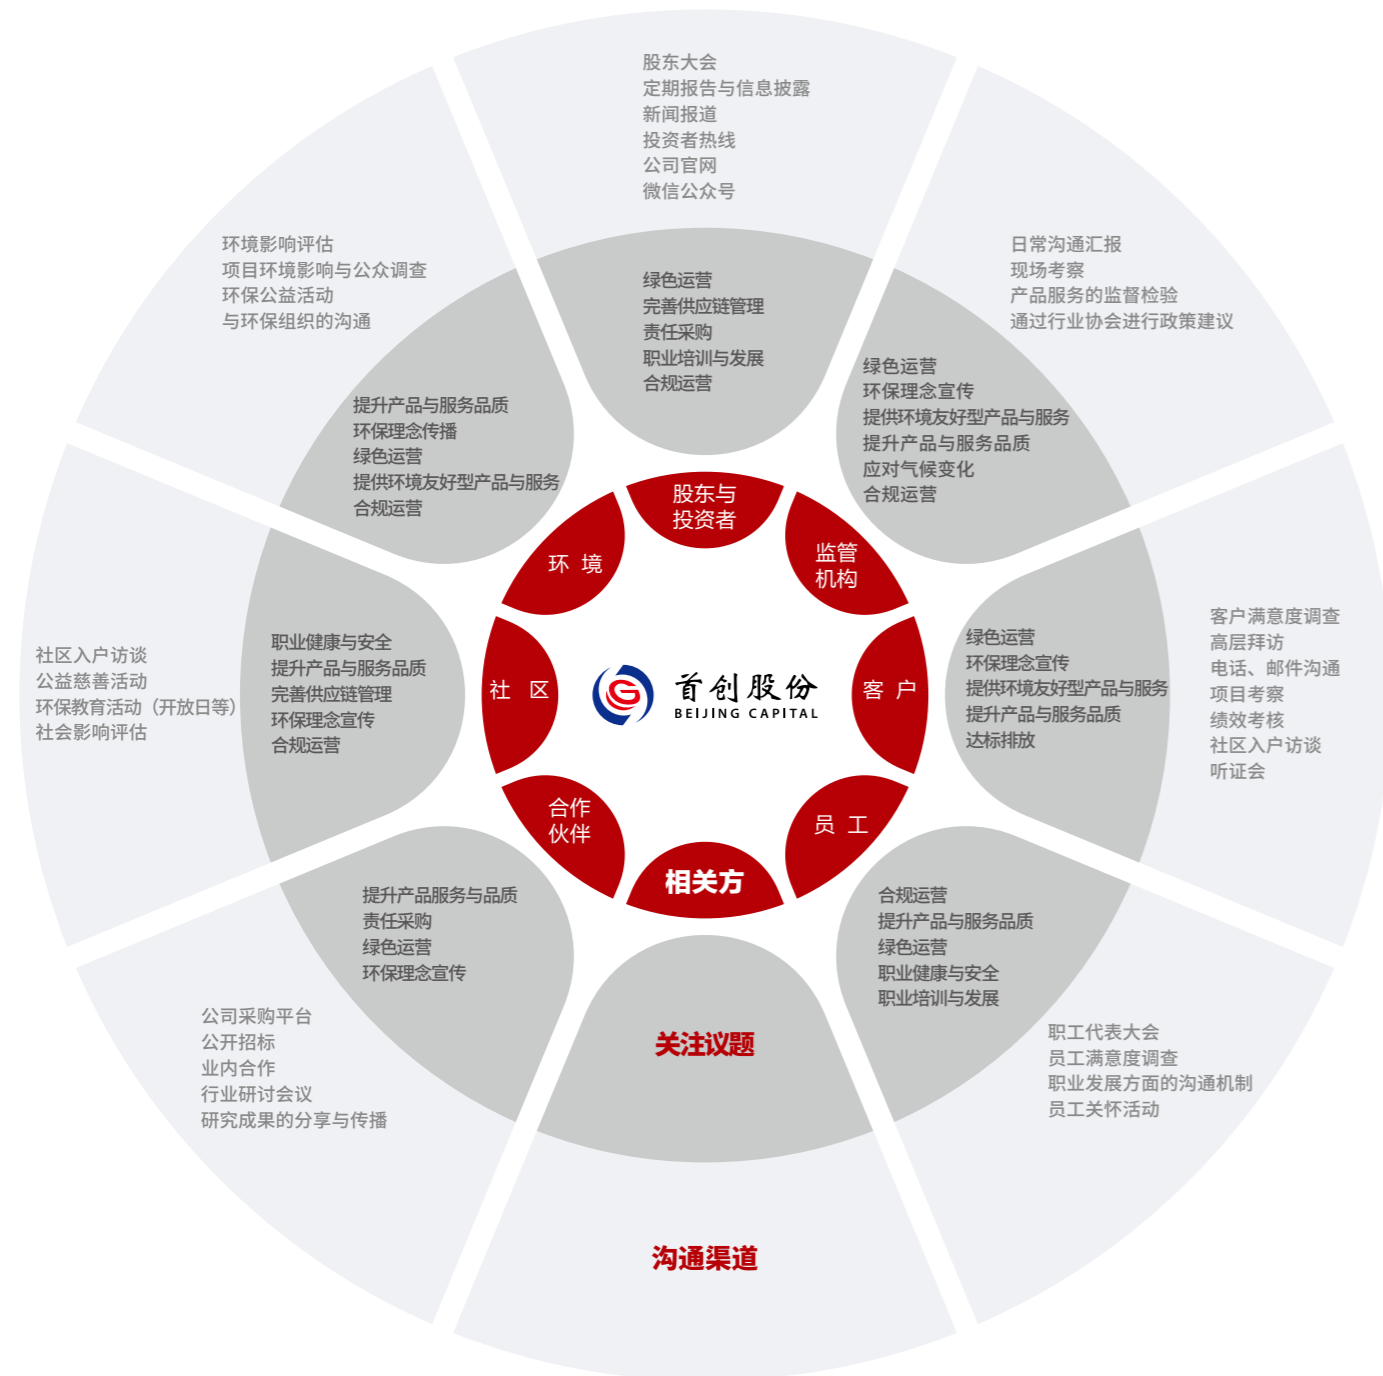 股东大会
定期报告与信息披露
新闻报道
投资者热线
公司官网
微信公众号
绿色运营
完善供应链管理
责任采购
职业培训与发展
合规运营
股东与
投资者
日常沟通汇报
现场考察
产品服务的监督检验
通过行业协会进行政策建议
绿色运营
环保理念宣传
提供环境友好型产品与服务
提升产品与服务品质
应对气候变化
合规运营
监管
机构
客户满意度调查
高层拜访
电话、邮件沟通
项目考察
绩效考核
社区入户访谈
听证会
绿色运营
环保理念宣传
提供环境友好型产品与服务
提升产品与服务品质
达标排放
客 户
职工代表大会
员工满意度调查
职业发展方面的沟通机制
员工关怀活动
合规运营
提升产品与服务品质
绿色运营
职业健康与安全
职业培训与发展
员 工
相关方
关注议题
沟通渠道
公司采购平台
公开招标
业内合作
行业研讨会议
研究成果的分享与传播
提升产品服务与品质
责任采购
绿色运营
环保理念宣传
合作
伙伴
社区入户访谈
公益慈善活动
环保教育活动（开放日等）
社会影响评估
职业健康与安全
提升产品与服务品质
完善供应链管理
环保理念宣传
合规运营
社 区
环境影响评估
项目环境影响与公众调查
环保公益活动
与环保组织的沟通
提升产品与服务品质
环保理念传播
绿色运营
提供环境友好型产品与服务
合规运营
环 境
首创股份
BEIJING CAPITAL